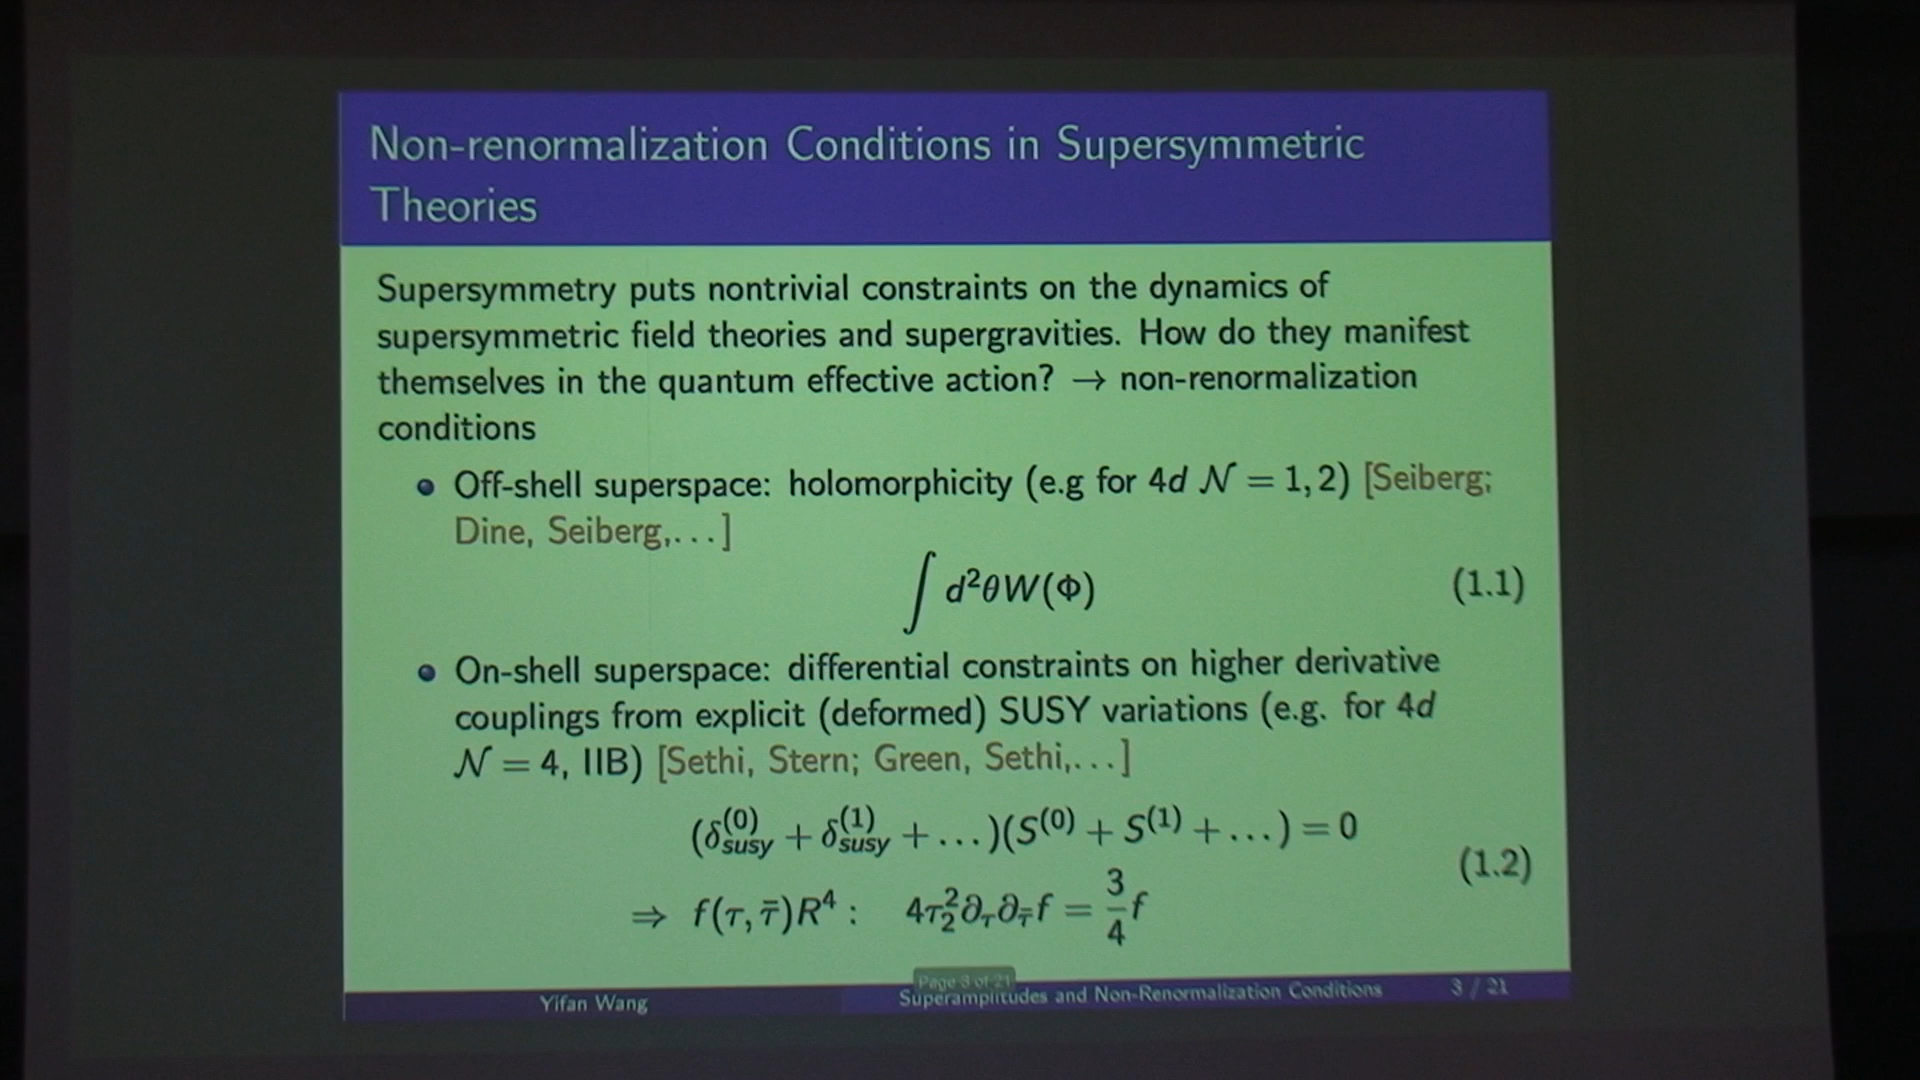 Non-renormalization Conditions in Supersymmetric
Theories
Supersymmetry puts nontrivial constraints on the dynamics of
supersymmetric field theories and supergravities. How do they manifest
themselves in the quantum effective action? → non-renormalization
conditions
Off-shell superspace: holomorphicity (e.g for 4d 𝒩 = 1, 2) [Seiberg;
Dine, Seiberg,...]
∫ d²θW(Φ) (1.1)
On-shell superspace: differential constraints on higher derivative
couplings from explicit (deformed) SUSY variations (e.g. for 4d
𝒩 = 4, IIB) [Sethi, Stern; Green, Sethi,...]
(δ_susy^(0) + δ_susy^(1) + ...)(S^(0) + S^(1) + ...) = 0
(1.2)
⇒ f(τ, τ̄)R⁴ : 4τ₂²∂_τ∂_τ̄ f = 3/4 f
Page 3 of 21
Yifan Wang Superamplitudes and Non-Renormalization Conditions 3 / 21